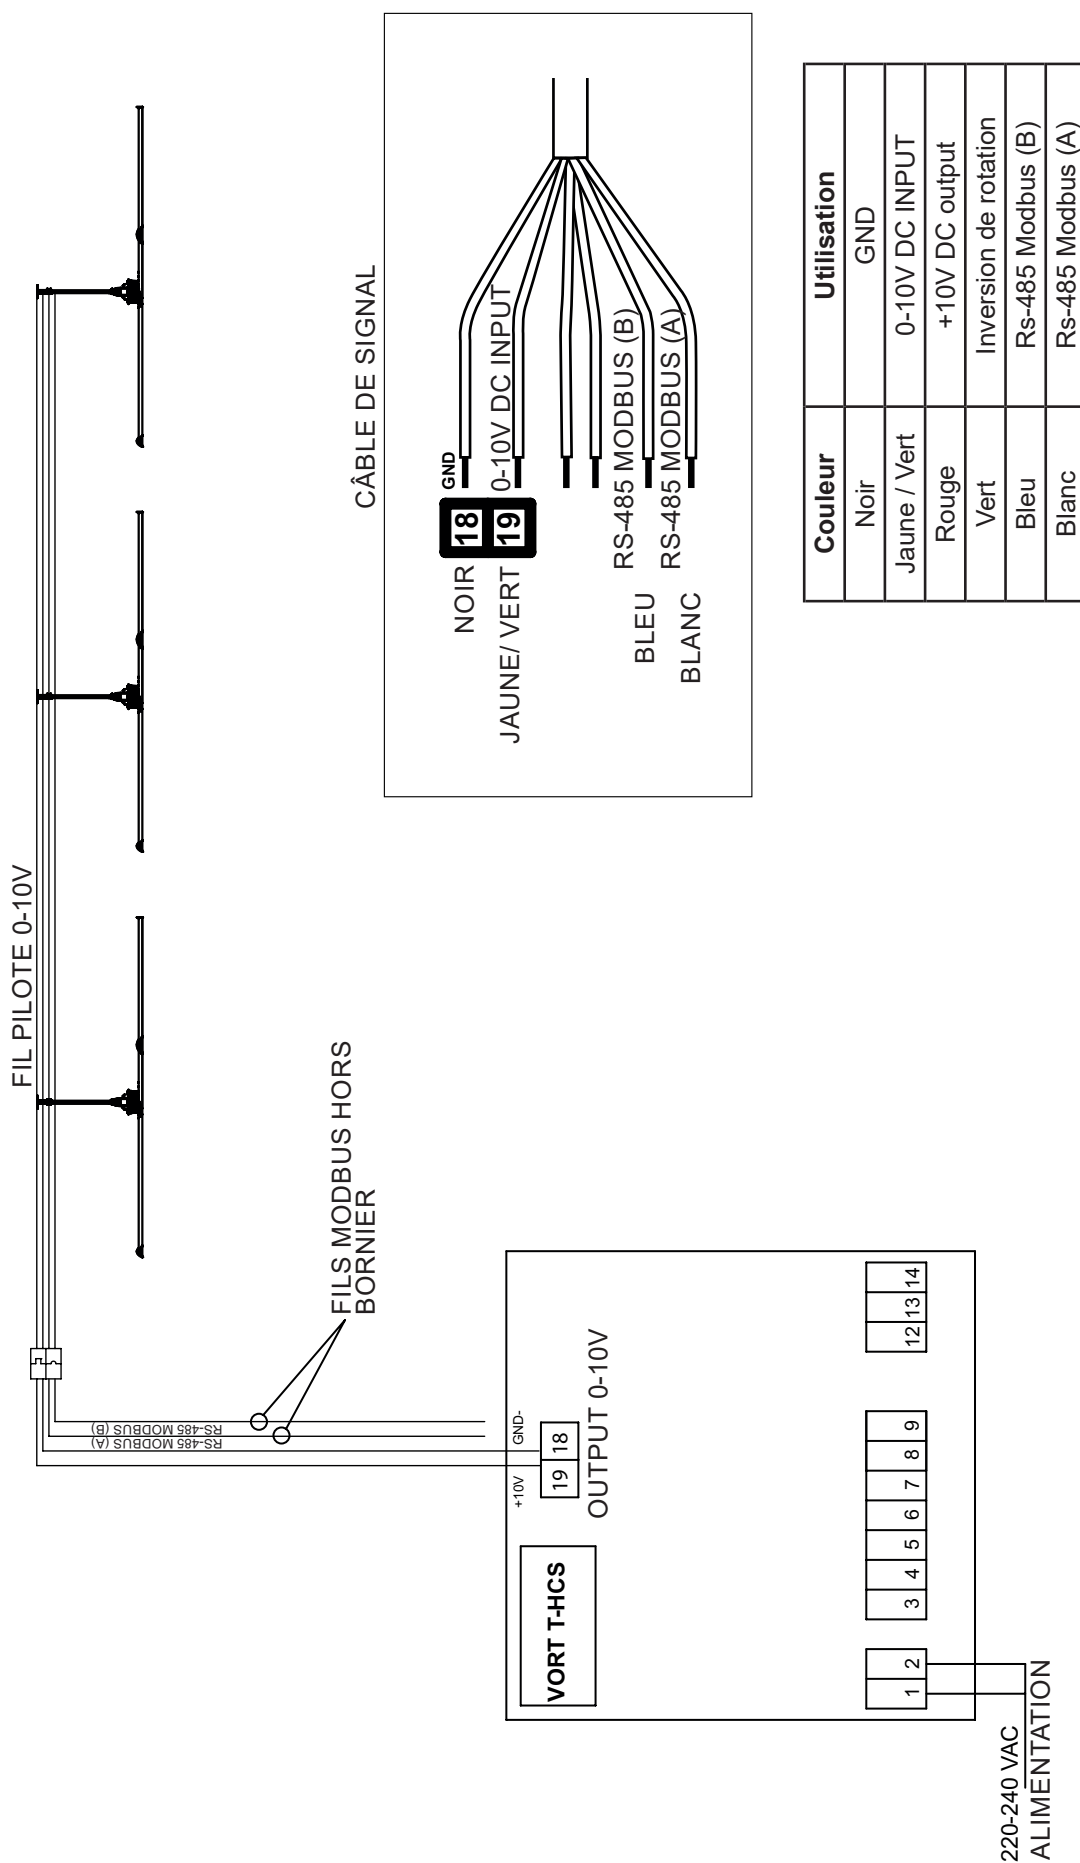 FIL PILOTE 0-10V
RS-485 MODBUS (B)
RS-485 MODBUS (A)
FILS MODBUS HORS
BORNIER
CÂBLE DE SIGNAL
NOIR
18
GND
JAUNE/ VERT
19
0-10V DC INPUT
BLEU
RS-485 MODBUS (B)
BLANC
RS-485 MODBUS (A)
VORT T-HCS
+10V
GND-
19 18
OUTPUT 0-10V
1 2
3 4 5 6 7 8 9
12 13 14
220-240 VAC
ALIMENTATION
Couleur Utilisation
Noir GND
Jaune / Vert 0-10V DC INPUT
Rouge +10V DC output
Vert Inversion de rotation
Bleu Rs-485 Modbus (B)
Blanc Rs-485 Modbus (A)